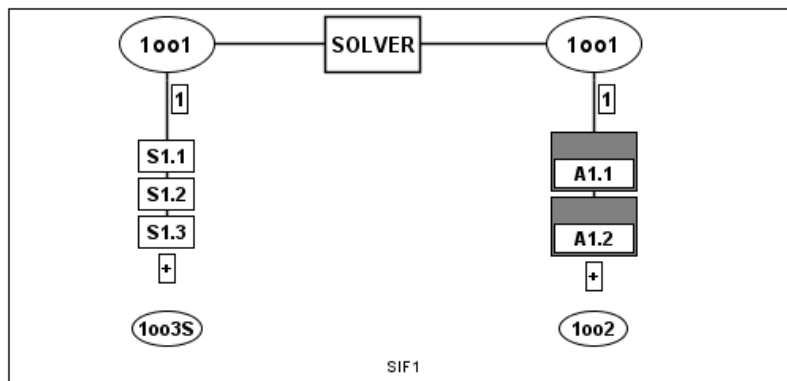 1oo1 SOLVER 1oo1
1 1
S1.1
S1.2
S1.3
+
1oo3S
A1.1
A1.2
+
1oo2
SIF1